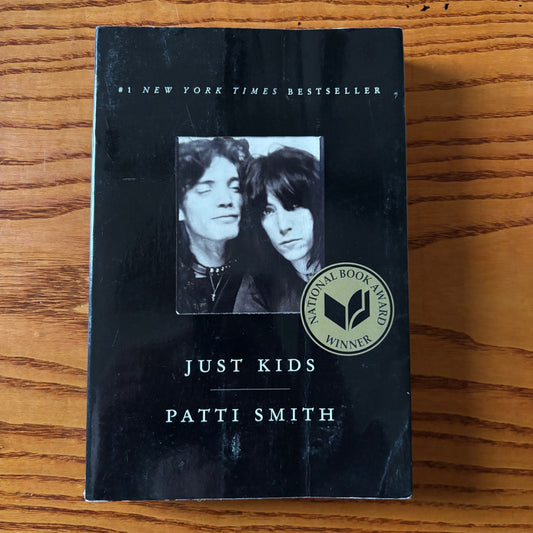 #1 NEW YORK TIMES BESTSELLER
NATIONAL BOOK AWARD
WINNER
JUST KIDS
PATTI SMITH